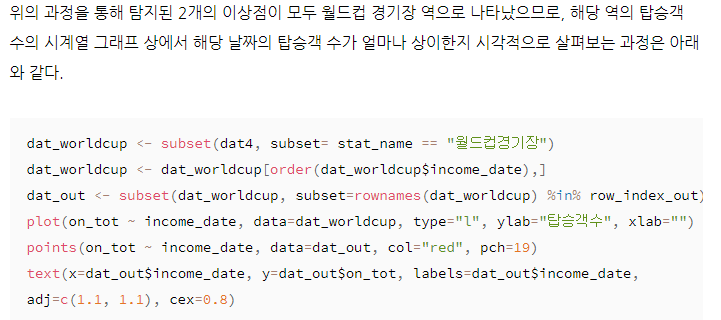 위의 과정을 통해 탐지된 2개의 이상점이 모두 월드컵 경기장 역으로 나타났으므로, 해당 역의 탑승객
수의 시계열 그래프 상에서 해당 날짜의 탑승객 수가 얼마나 상이한지 시각적으로 살펴보는 과정은 아래
와 같다.
dat_worldcup <- subset(dat4, subset= stat_name == "월드컵경기장")
dat_worldcup <- dat_worldcup[order(dat_worldcup$income_date),]
dat_out <- subset(dat_worldcup, subset=rownames(dat_worldcup) %in% row_index_out)
plot(on_tot ~ income_date, data=dat_worldcup, type="l", ylab="탑승객수", xlab="")
points(on_tot ~ income_date, data=dat_out, col="red", pch=19)
text(x=dat_out$income_date, y=dat_out$on_tot, labels=dat_out$income_date,
adj=c(1.1, 1.1), cex=0.8)